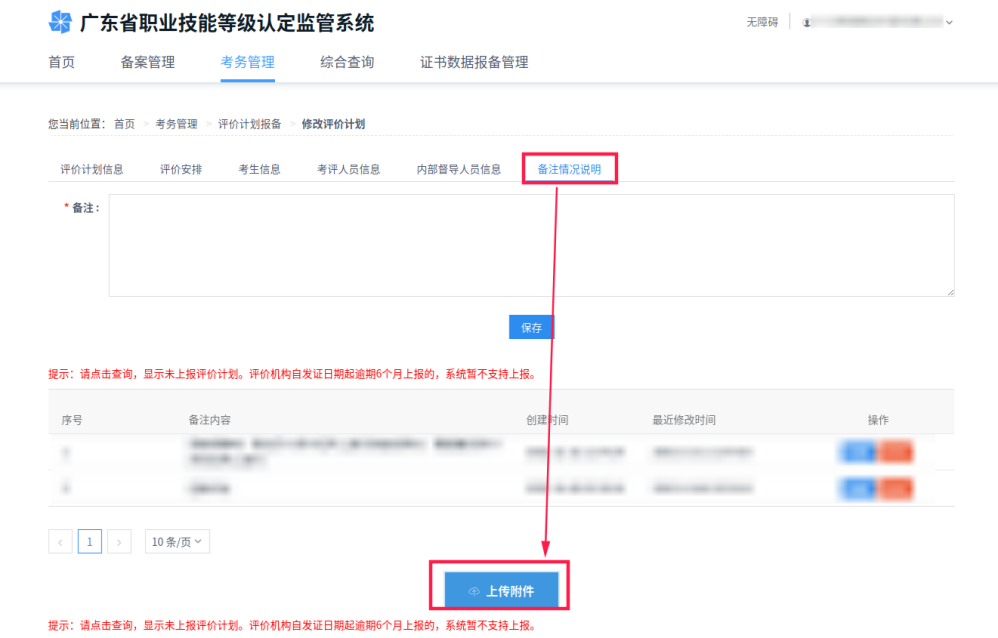 广东省职业技能等级认定监管系统
无障碍
首页 备案管理 考务管理 综合查询 证书数据报备管理
您当前位置： 首页 > 考务管理 > 评价计划报备 > 修改评价计划
评价计划信息 评价安排 考生信息 考评人员信息 内部督导人员信息 备注情况说明
* 备注：
保存
提示：请点击查询，显示未上报评价计划。评价机构自发证日期起逾期6个月上报的，系统暂不支持上报。
序号 备注内容 创建时间 最近修改时间 操作
< 1 > 10 条/页
上传附件
提示：请点击查询，显示未上报评价计划。评价机构自发证日期起逾期6个月上报的，系统暂不支持上报。